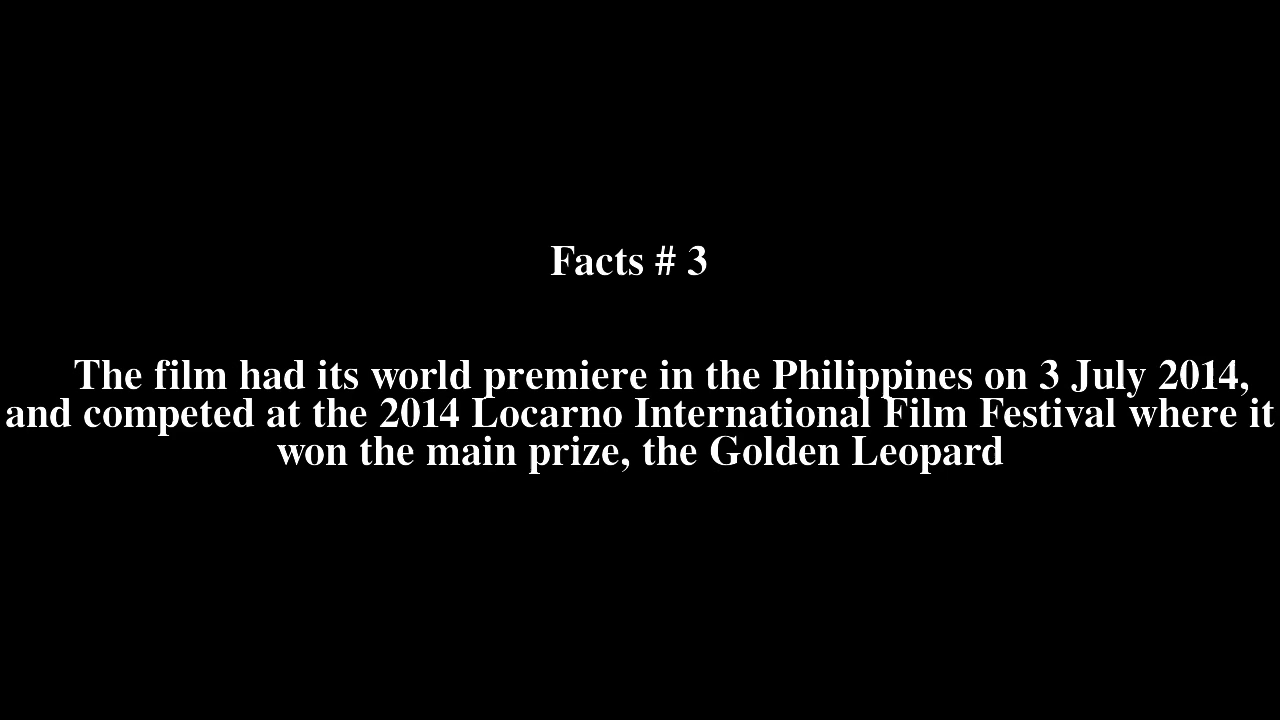 Facts # 3
The film had its world premiere in the Philippines on 3 July 2014,
and competed at the 2014 Locarno International Film Festival where it
won the main prize, the Golden Leopard